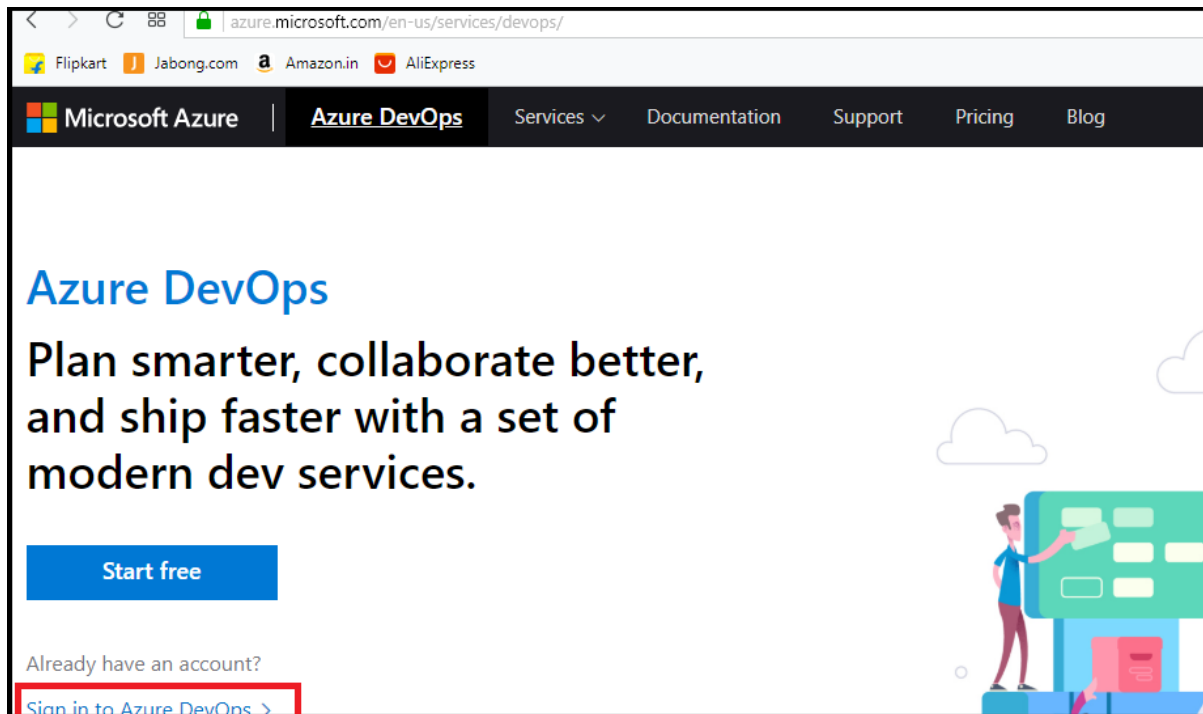 azure.microsoft.com/en-us/services/devops/
Flipkart J Jabong.com a Amazon.in AliExpress
Microsoft Azure | Azure DevOps Services Documentation Support Pricing Blog
Azure DevOps
Plan smarter, collaborate better,
and ship faster with a set of
modern dev services.
Start free
Already have an account?
Sign in to Azure DevOps >